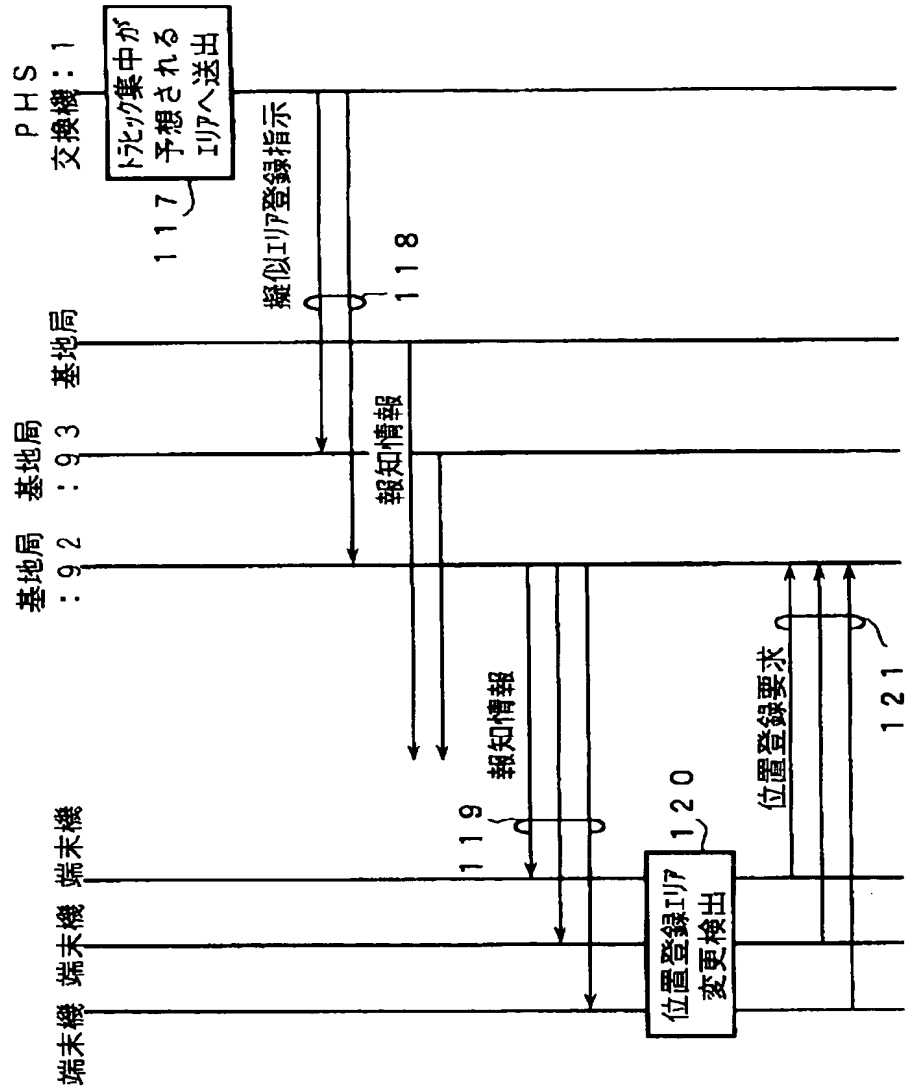 端末機
端末機
端末機
基地局
:92
基地局
:93
基地局
PHS
交換機:1
トラヒック集中が
予想される
エリアへ送出
117
擬似エリア登録指示
118
報知情報
報知情報
119
位置登録エリア
変更検出
120
位置登録要求
121